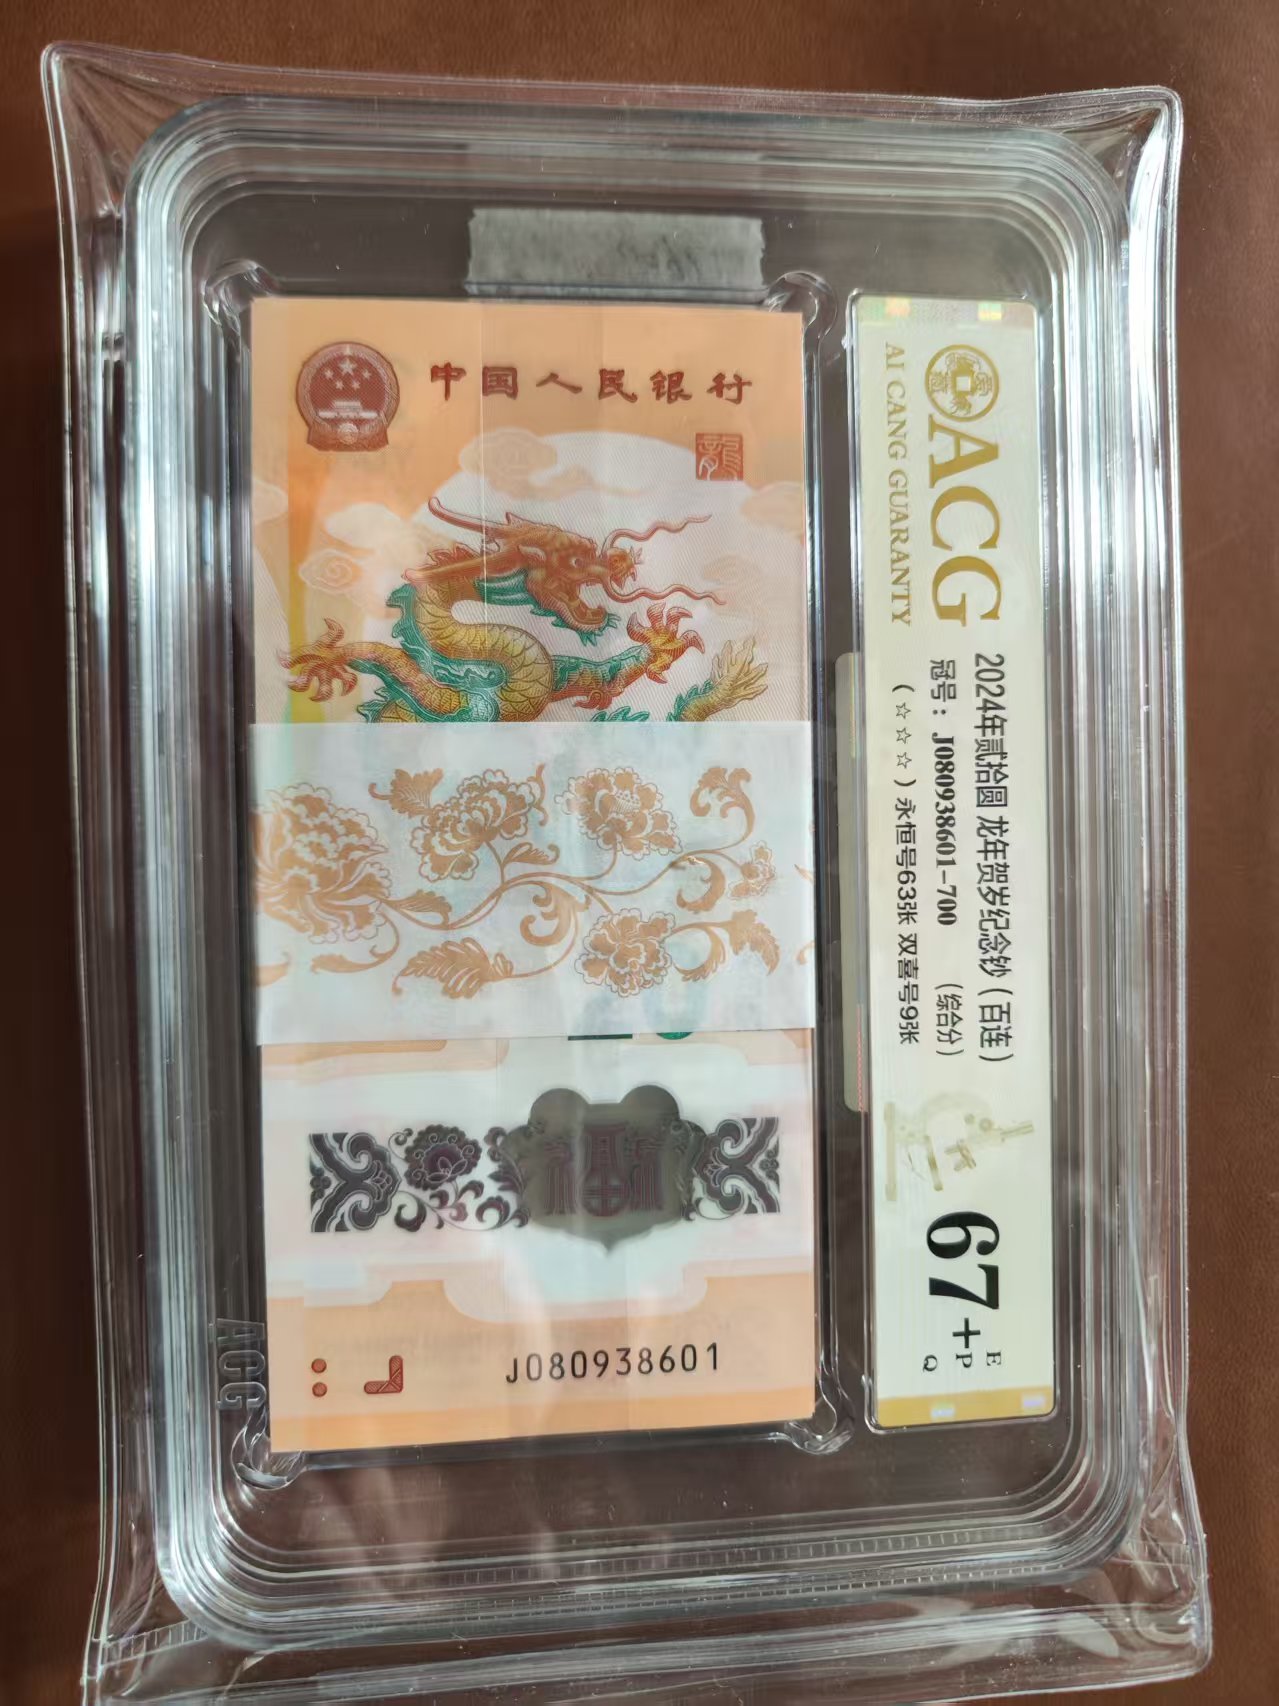 中国人民银行
龍
J080938601
ACG
AI CANG GUARANTY
2024年贰拾圆 龙年贺岁纪念钞（百连）
冠号：J080938601-700 （综合分）
（☆☆☆）永恒号63张 双喜号9张
67+
E
P
Q
ACG